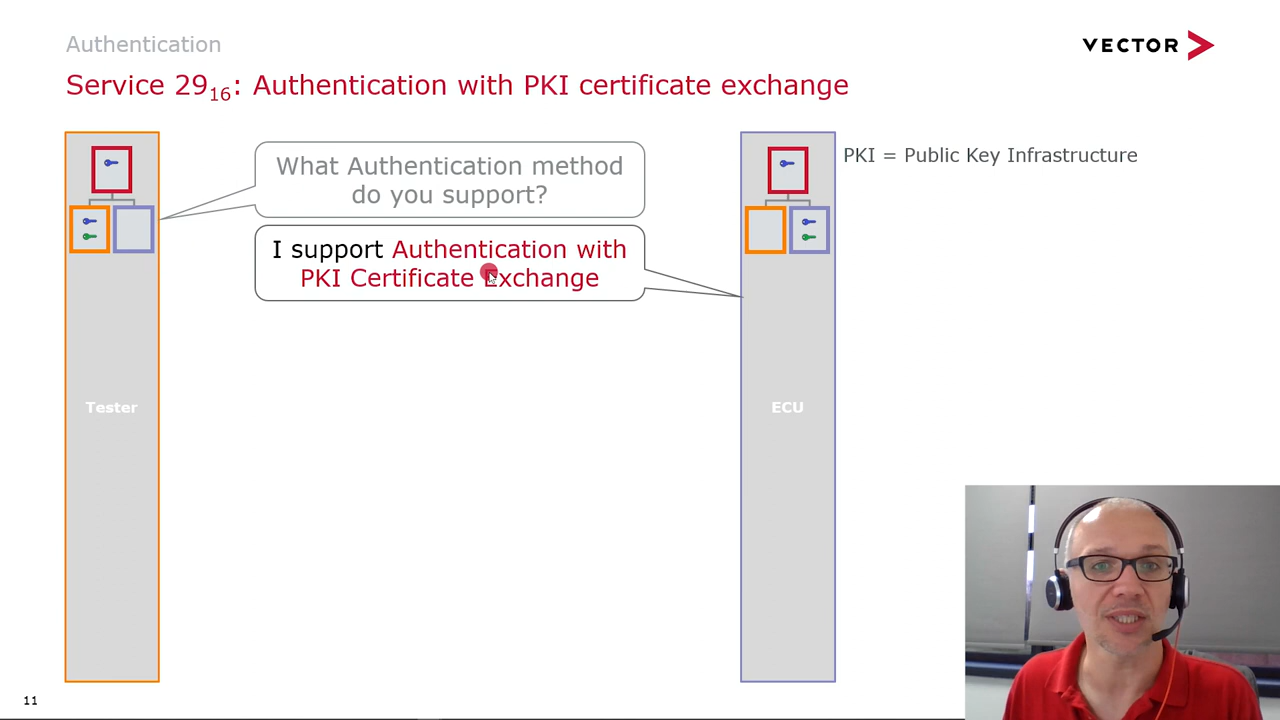 Authentication
VECTOR
Service 29₁₆: Authentication with PKI certificate exchange
PKI = Public Key Infrastructure
What Authentication method
do you support?
I support Authentication with
PKI Certificate Exchange
Tester
ECU
11